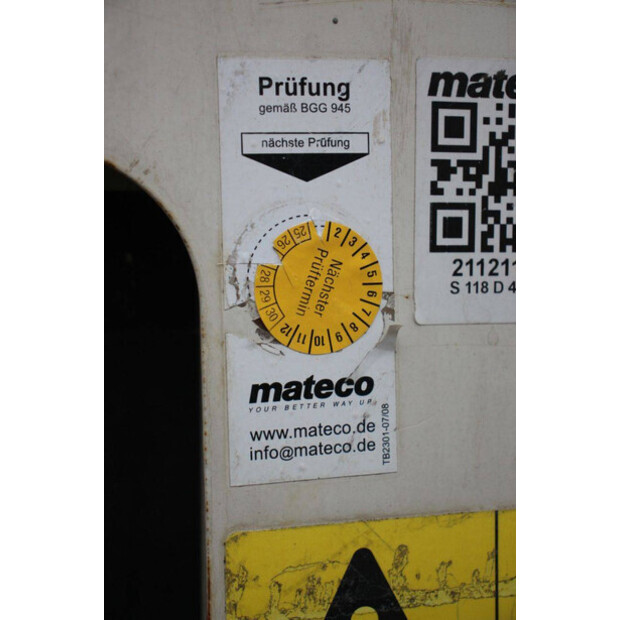 Prüfung
gemäß BGG 945
nächste Prüfung
25 26 28 29 30
2 3 4 5 6 7 8 9 10 11 12
Nächster
Prüftermin
mateco
YOUR BETTER WAY UP
www.mateco.de
info@mateco.de
TB2301-07/08
mate
21121
S 118 D 4